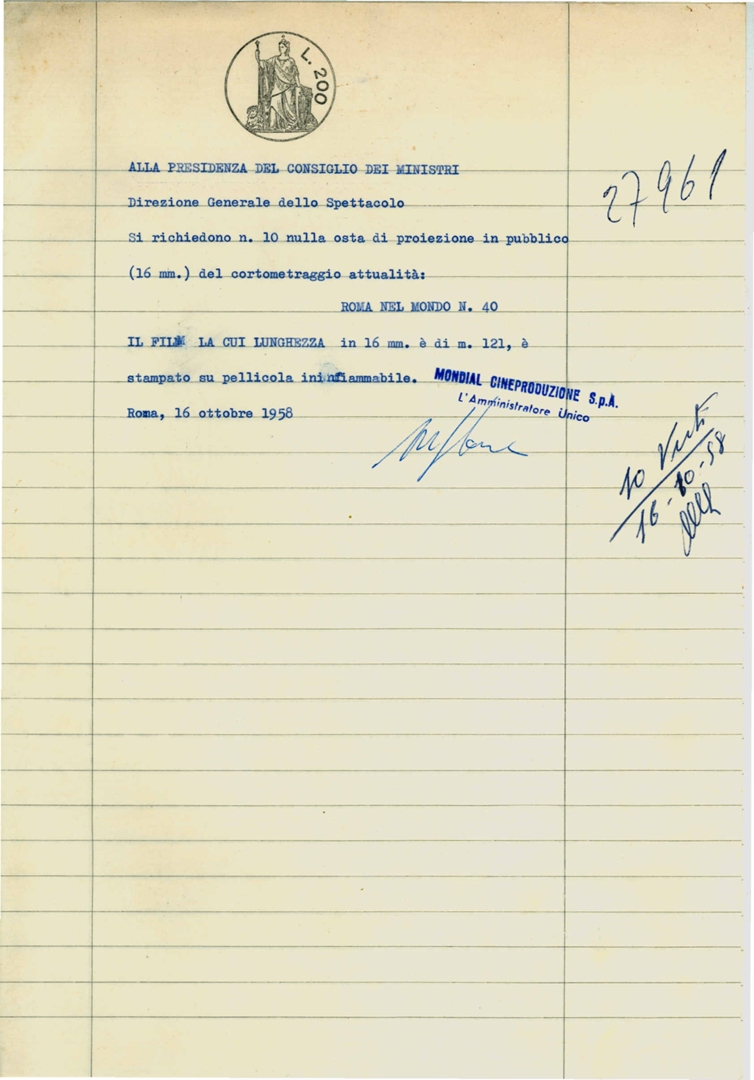 L. 200
ALLA PRESIDENZA DEL CONSIGLIO DEI MINISTRI
27961
Direzione Generale dello Spettacolo
Si richiedono n. 10 nulla osta di proiezione in pubblico
(16 mm.) del cortometraggio attualità:
ROMA NEL MONDO N. 40
IL FILM LA CUI LUNGHEZZA in 16 mm. è di m. 121, è
stampato su pellicola ininfiammabile.
MONDIAL CINEPRODUZIONE S.p.A.
L'Amministratore Unico
Roma, 16 ottobre 1958
10 Visti
16-10-58